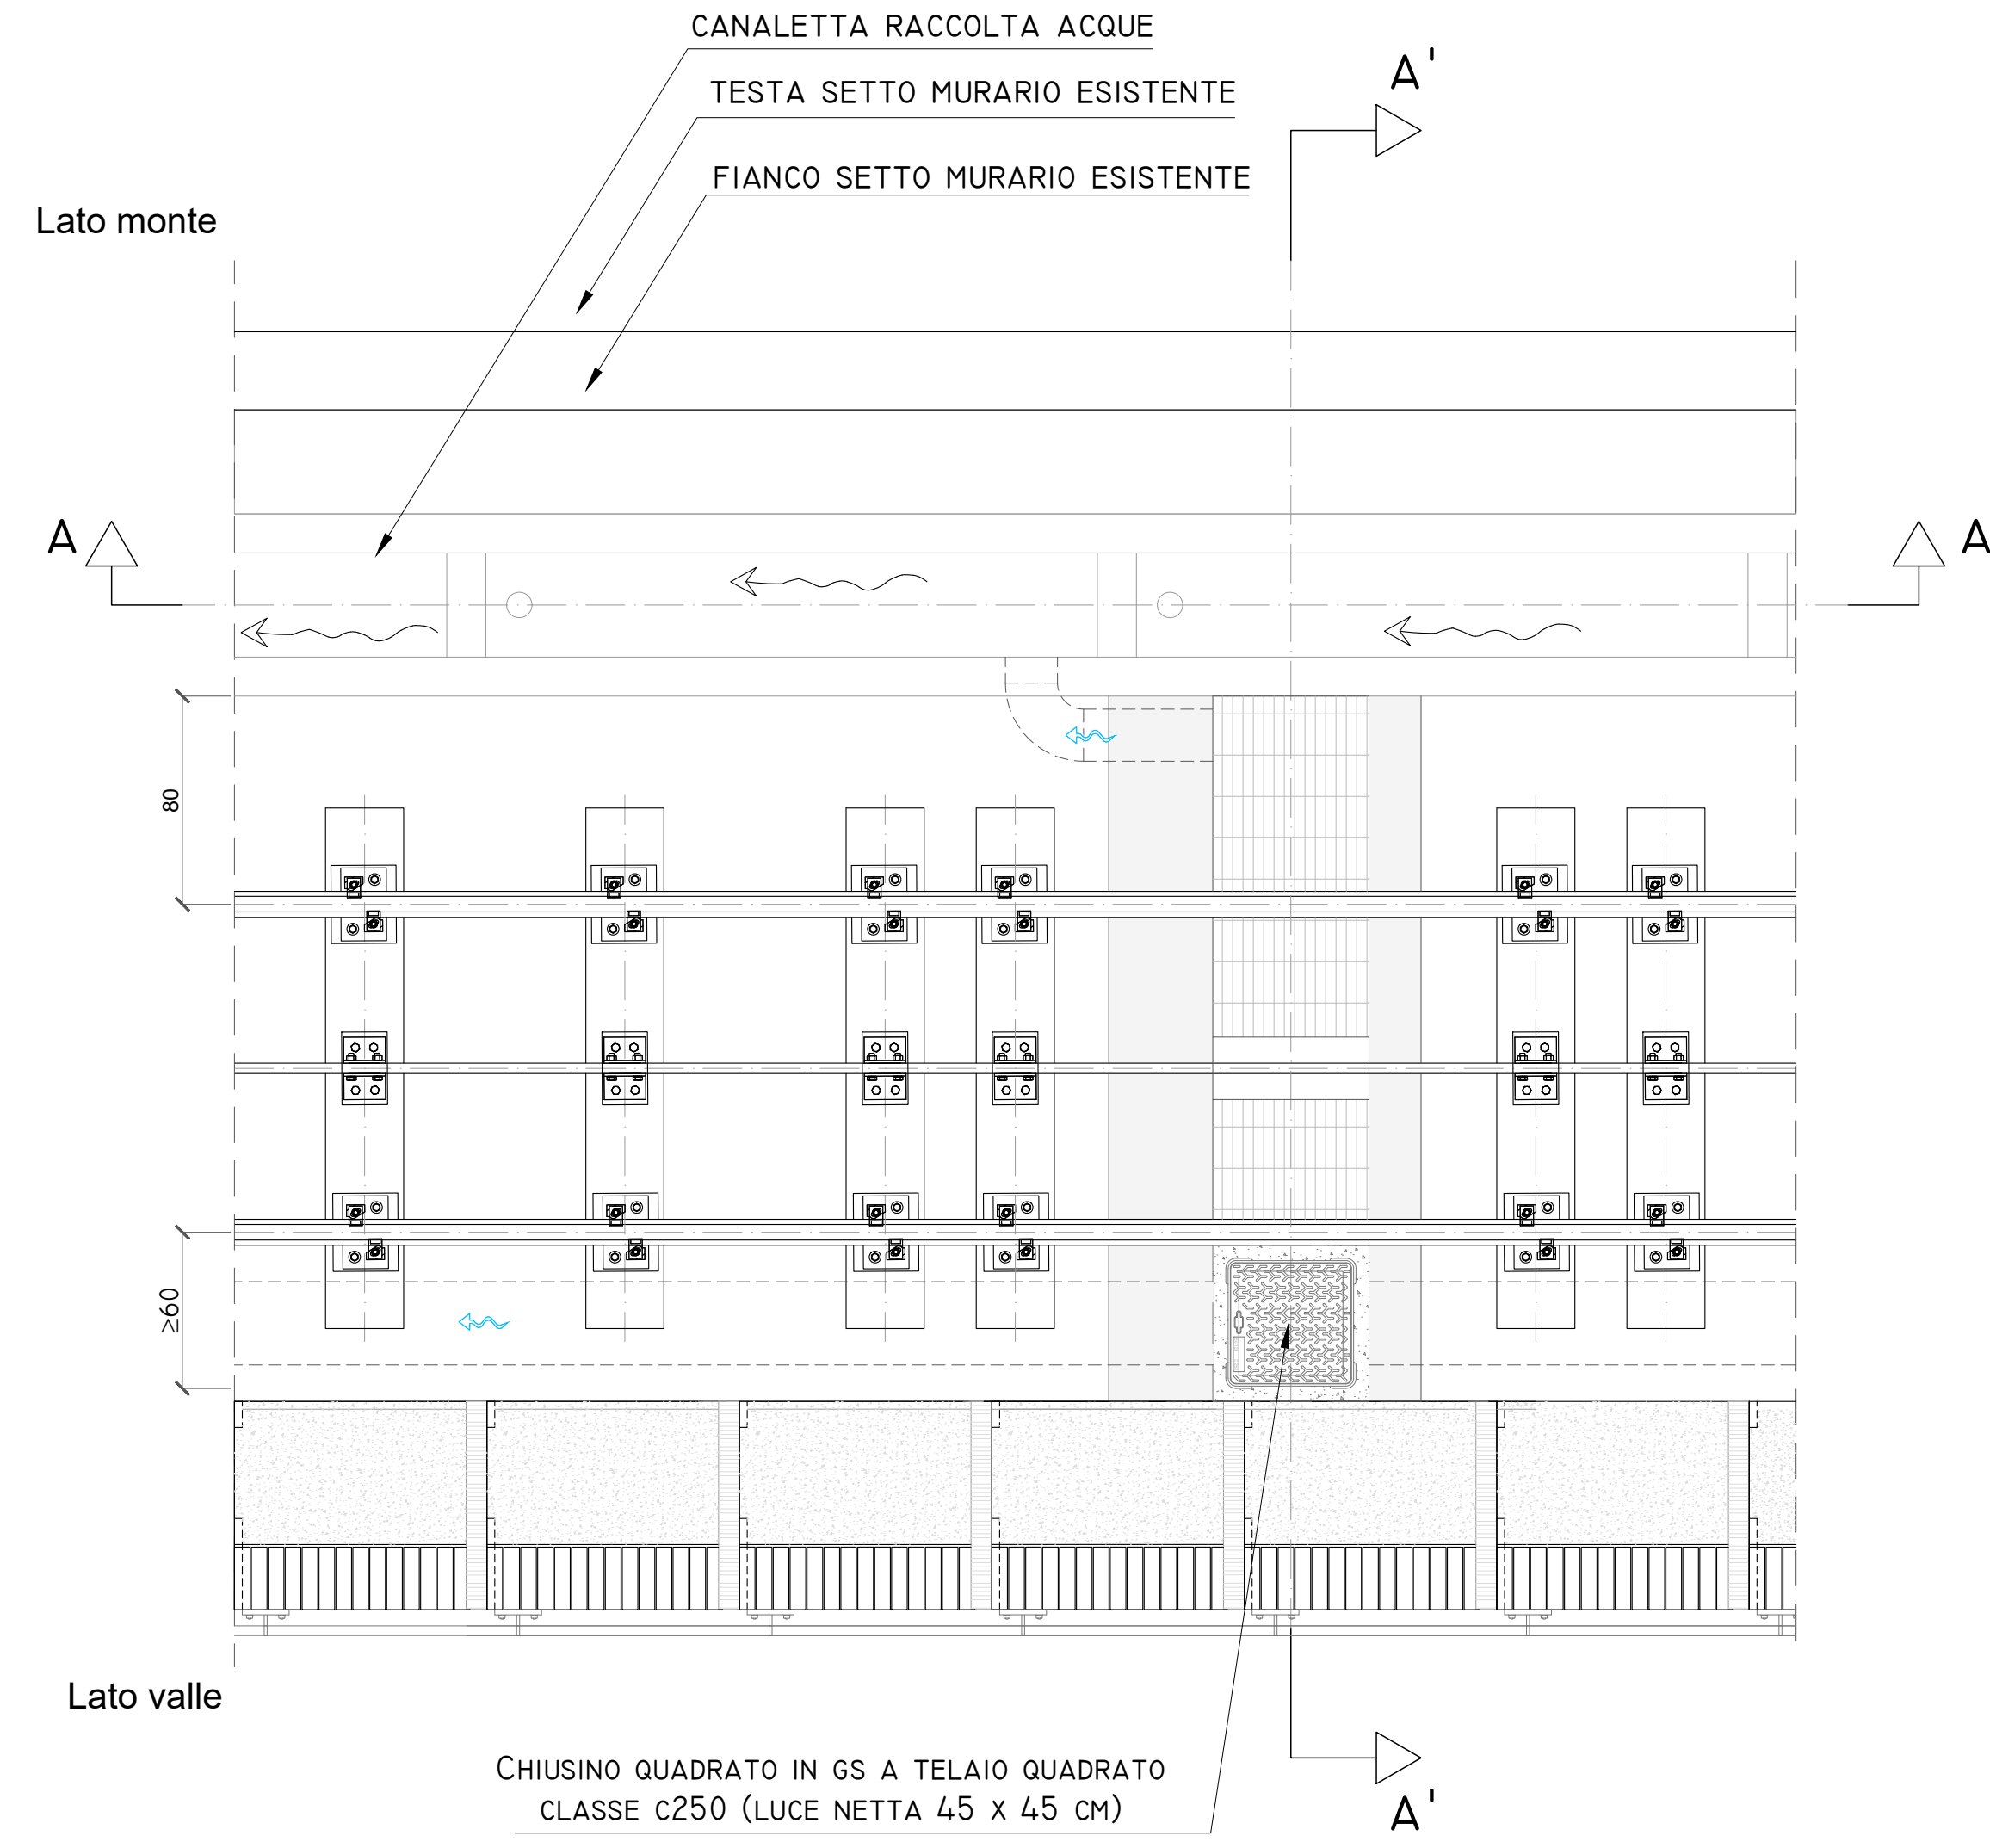 CANALETTA RACCOLTA ACQUE
A'
TESTA SETTO MURARIO ESISTENTE
FIANCO SETTO MURARIO ESISTENTE
Lato monte
A
A
80
≥60
Lato valle
CHIUSINO QUADRATO IN GS A TELAIO QUADRATO
CLASSE C250 (LUCE NETTA 45 X 45 CM)
A'